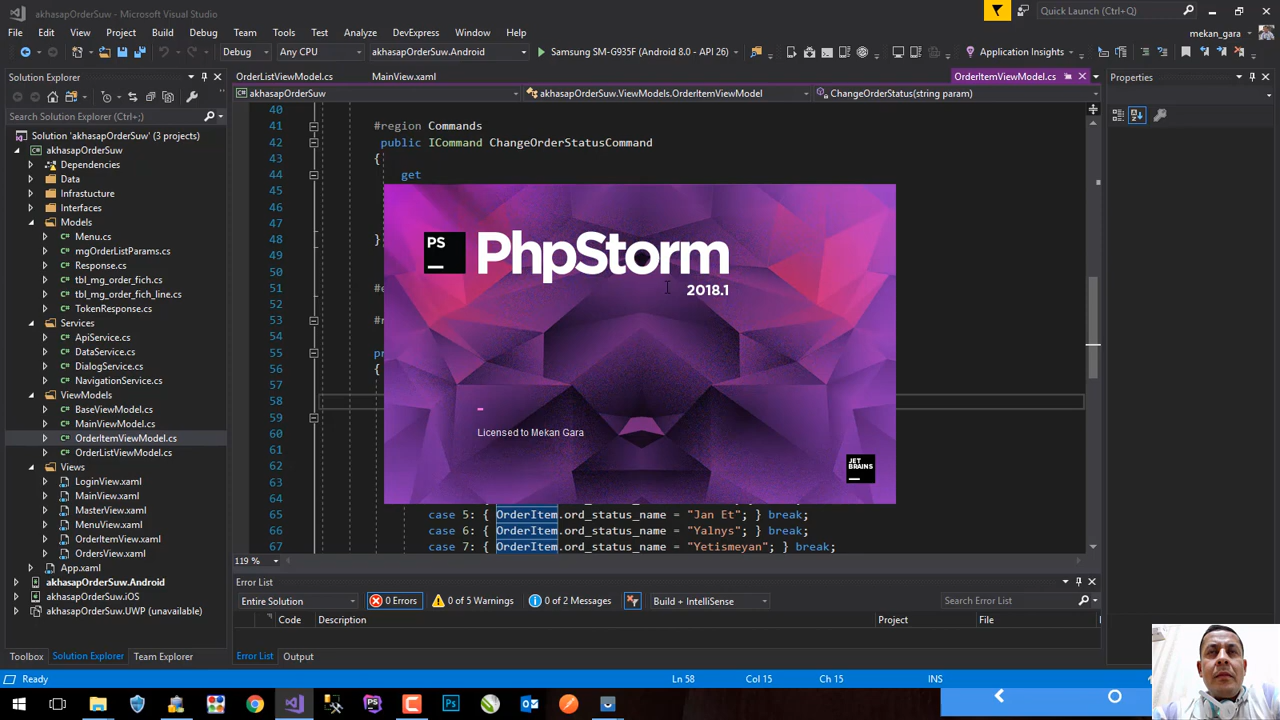 akhasapOrderSuw - Microsoft Visual Studio
Quick Launch (Ctrl+Q)
File Edit View Project Build Debug Team Tools Test Analyze DevExpress Window Help
mekan_gara
Debug Any CPU akhasapOrderSuw.Android Samsung SM-G935F (Android 8.0 - API 26) Application Insights
Solution Explorer
Search Solution Explorer (Ctrl+;)
Solution 'akhasapOrderSuw' (3 projects)
akhasapOrderSuw
Dependencies
Data
Infrastructure
Interfaces
Models
Menu.cs
mgOrderListParams.cs
Response.cs
tbl_mg_order_fich.cs
tbl_mg_order_fich_line.cs
TokenResponse.cs
Services
ApiService.cs
DataService.cs
DialogService.cs
NavigationService.cs
ViewModels
BaseViewModel.cs
MainViewModel.cs
OrderItemViewModel.cs
OrderListViewModel.cs
Views
LoginView.xaml
MainView.xaml
MasterView.xaml
MenuView.xaml
OrderItemView.xaml
OrdersView.xaml
App.xaml
akhasapOrderSuw.Android
akhasapOrderSuw.iOS
akhasapOrderSuw.UWP (unavailable)
Toolbox Solution Explorer Team Explorer
OrderListViewModel.cs MainView.xaml OrderItemViewModel.cs
akhasapOrderSuw akhasapOrderSuw.ViewModels.OrderItemViewModel ChangeOrderStatus(string param)
40
41 #region Commands
42 public ICommand ChangeOrderStatusCommand
43 {
44 get
45
46
47
48 }
49
50
51 #e
52
53 #r
54
55 pr
56 {
57
58
59
60
61
62
63
64
65 case 5: { OrderItem.ord_status_name = "Jan Et"; } break;
66 case 6: { OrderItem.ord_status_name = "Yalnys"; } break;
67 case 7: { OrderItem.ord_status_name = "Yetismeyan"; } break;
PS
PhpStorm
2018.1
Licensed to Mekan Gara
JET
BRAINS
119 %
Error List
Entire Solution 0 Errors 0 of 5 Warnings 0 of 2 Messages Build + IntelliSense Search Error List
Code Description Project File
Error List Output
Properties
Ready Ln 58 Col 15 Ch 15 INS
PS Ps